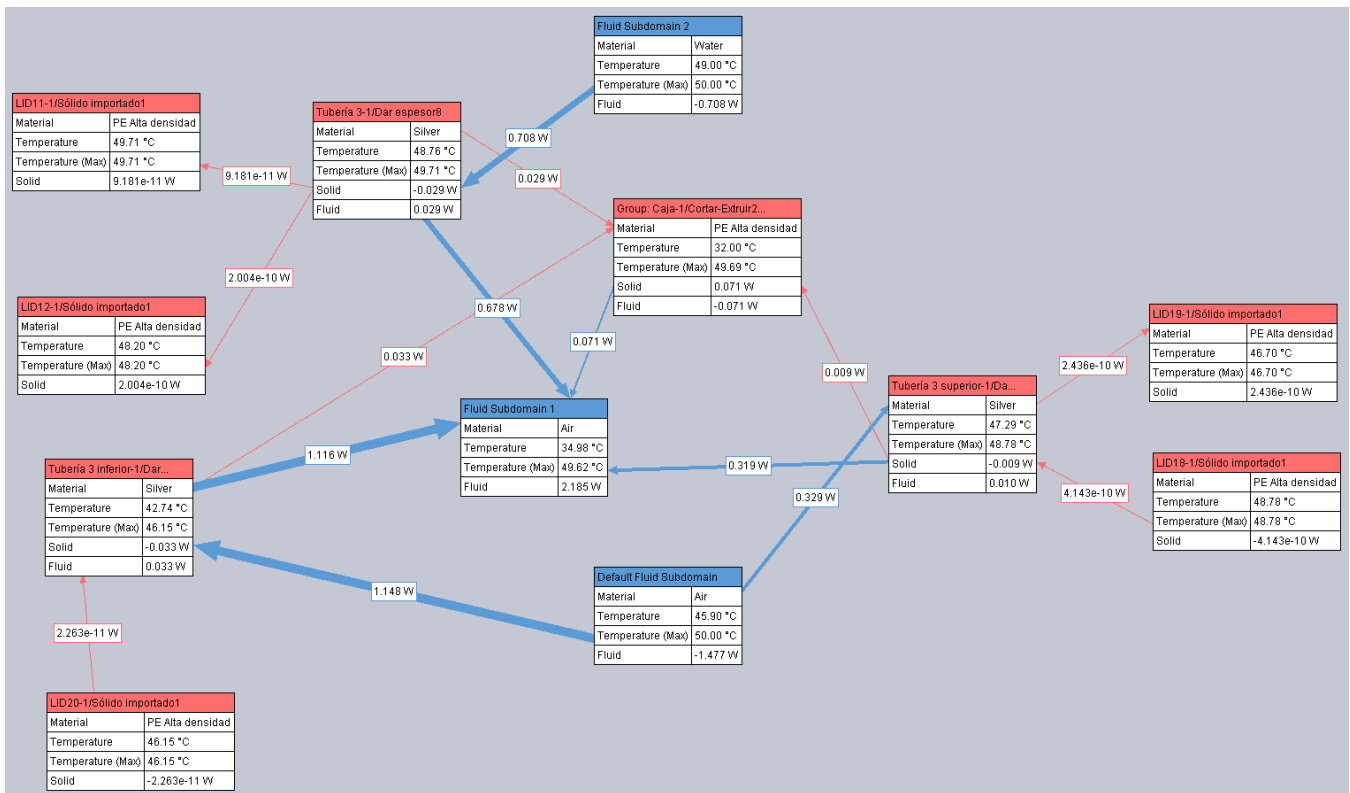 Fluid Subdomain 2
Material Water
Temperature 49.00 °C
Temperature (Max) 50.00 °C
Fluid -0.708 W
LID11-1/Sólido importado1
Material PE Alta densidad
Temperature 49.71 °C
Temperature (Max) 49.71 °C
Solid 9.181e-11 W
Tubería 3-1/Dar espesor8
Material Silver
Temperature 48.76 °C
Temperature (Max) 49.71 °C
Solid -0.029 W
Fluid 0.029 W
0.708 W
9.181e-11 W
0.029 W
Group: Caja-1/Cortar-Extruir2...
Material PE Alta densidad
Temperature 32.00 °C
Temperature (Max) 49.69 °C
Solid 0.071 W
Fluid -0.071 W
2.004e-10 W
LID12-1/Sólido importado1
Material PE Alta densidad
Temperature 48.20 °C
Temperature (Max) 48.20 °C
Solid 2.004e-10 W
0.678 W
0.071 W
0.033 W
0.009 W
LID19-1/Sólido importado1
Material PE Alta densidad
Temperature 46.70 °C
Temperature (Max) 46.70 °C
Solid 2.436e-10 W
2.436e-10 W
Tubería 3 superior-1/Da...
Material Silver
Temperature 47.29 °C
Temperature (Max) 48.78 °C
Solid -0.009 W
Fluid 0.010 W
Fluid Subdomain 1
Material Air
Temperature 34.98 °C
Temperature (Max) 49.62 °C
Fluid 2.185 W
1.116 W
0.319 W
0.329 W
4.143e-10 W
LID18-1/Sólido importado1
Material PE Alta densidad
Temperature 48.78 °C
Temperature (Max) 48.78 °C
Solid -4.143e-10 W
Tubería 3 inferior-1/Dar...
Material Silver
Temperature 42.74 °C
Temperature (Max) 46.15 °C
Solid -0.033 W
Fluid 0.033 W
1.148 W
Default Fluid Subdomain
Material Air
Temperature 45.90 °C
Temperature (Max) 50.00 °C
Fluid -1.477 W
2.263e-11 W
LID20-1/Sólido importado1
Material PE Alta densidad
Temperature 46.15 °C
Temperature (Max) 46.15 °C
Solid -2.263e-11 W